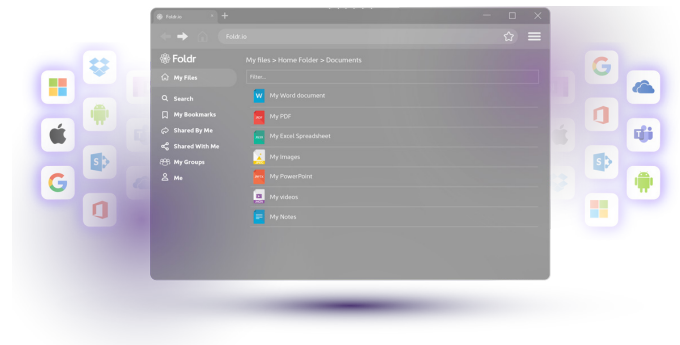 Foldr.io
Foldr.io
Foldr
My files > Home Folder > Documents
My Files
Filter...
Search
My Word document
My Bookmarks
My PDF
Shared By Me
My Excel Spreadsheet
Shared With Me
My Images
My Groups
My PowerPoint
Me
My videos
My Notes